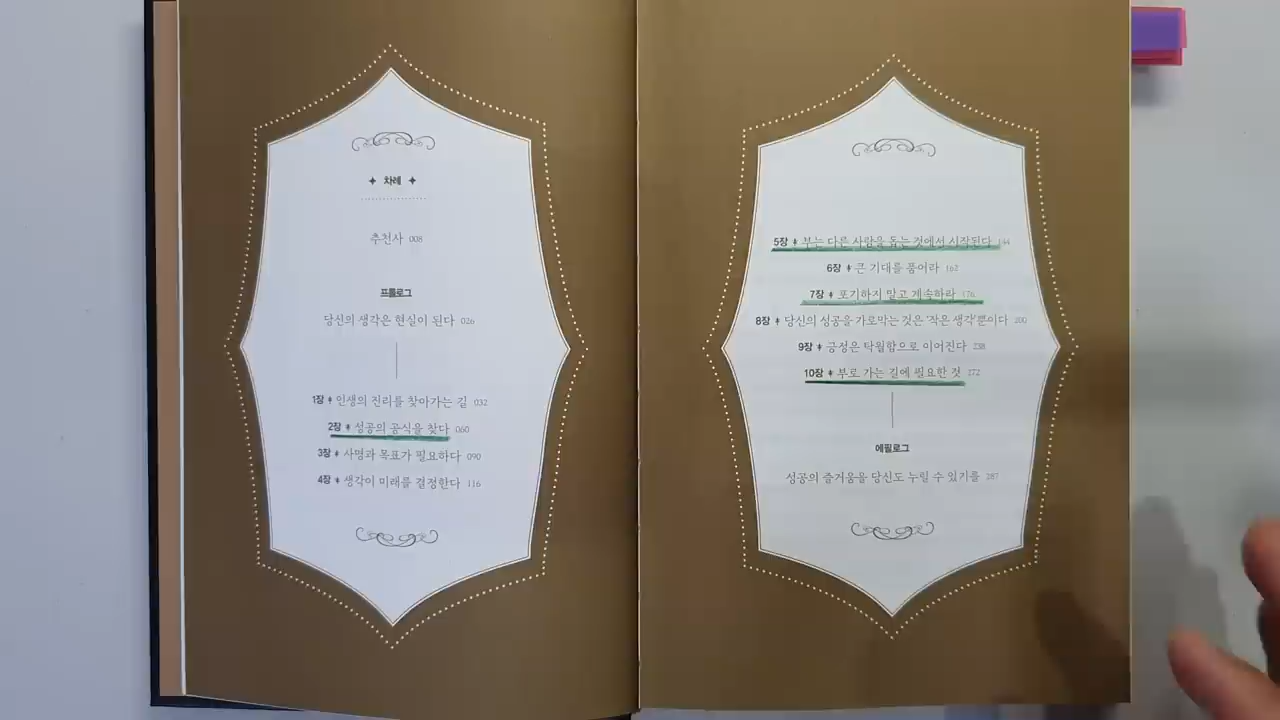 차례
추천사 008
프롤로그
당신의 생각은 현실이 된다 026
1장 인생의 진리를 찾아가는 길 032
2장 성공의 공식을 찾다 060
3장 사명과 목표가 필요하다 090
4장 생각이 미래를 결정한다 116
5장 부는 다른 사람을 돕는 것에서 시작된다 144
6장 큰 기대를 품어라 162
7장 포기하지 말고 계속하라 176
8장 당신의 성공을 가로막는 것은 '작은 생각'뿐이다 200
9장 긍정은 탁월함으로 이어진다 238
10장 부로 가는 길에 필요한 것 272
에필로그
성공의 즐거움을 당신도 누릴 수 있기를 287